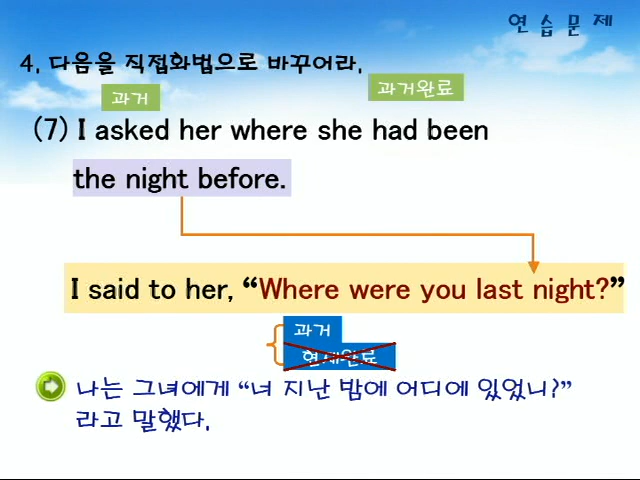 연 습 문 제
4. 다음을 직접화법으로 바꾸어라.
과거
과거완료
(7) I asked her where she had been
the night before.
I said to her, “Where were you last night?”
과거
현재완료
나는 그녀에게 “너 지난 밤에 어디에 있었니?”
라고 말했다.